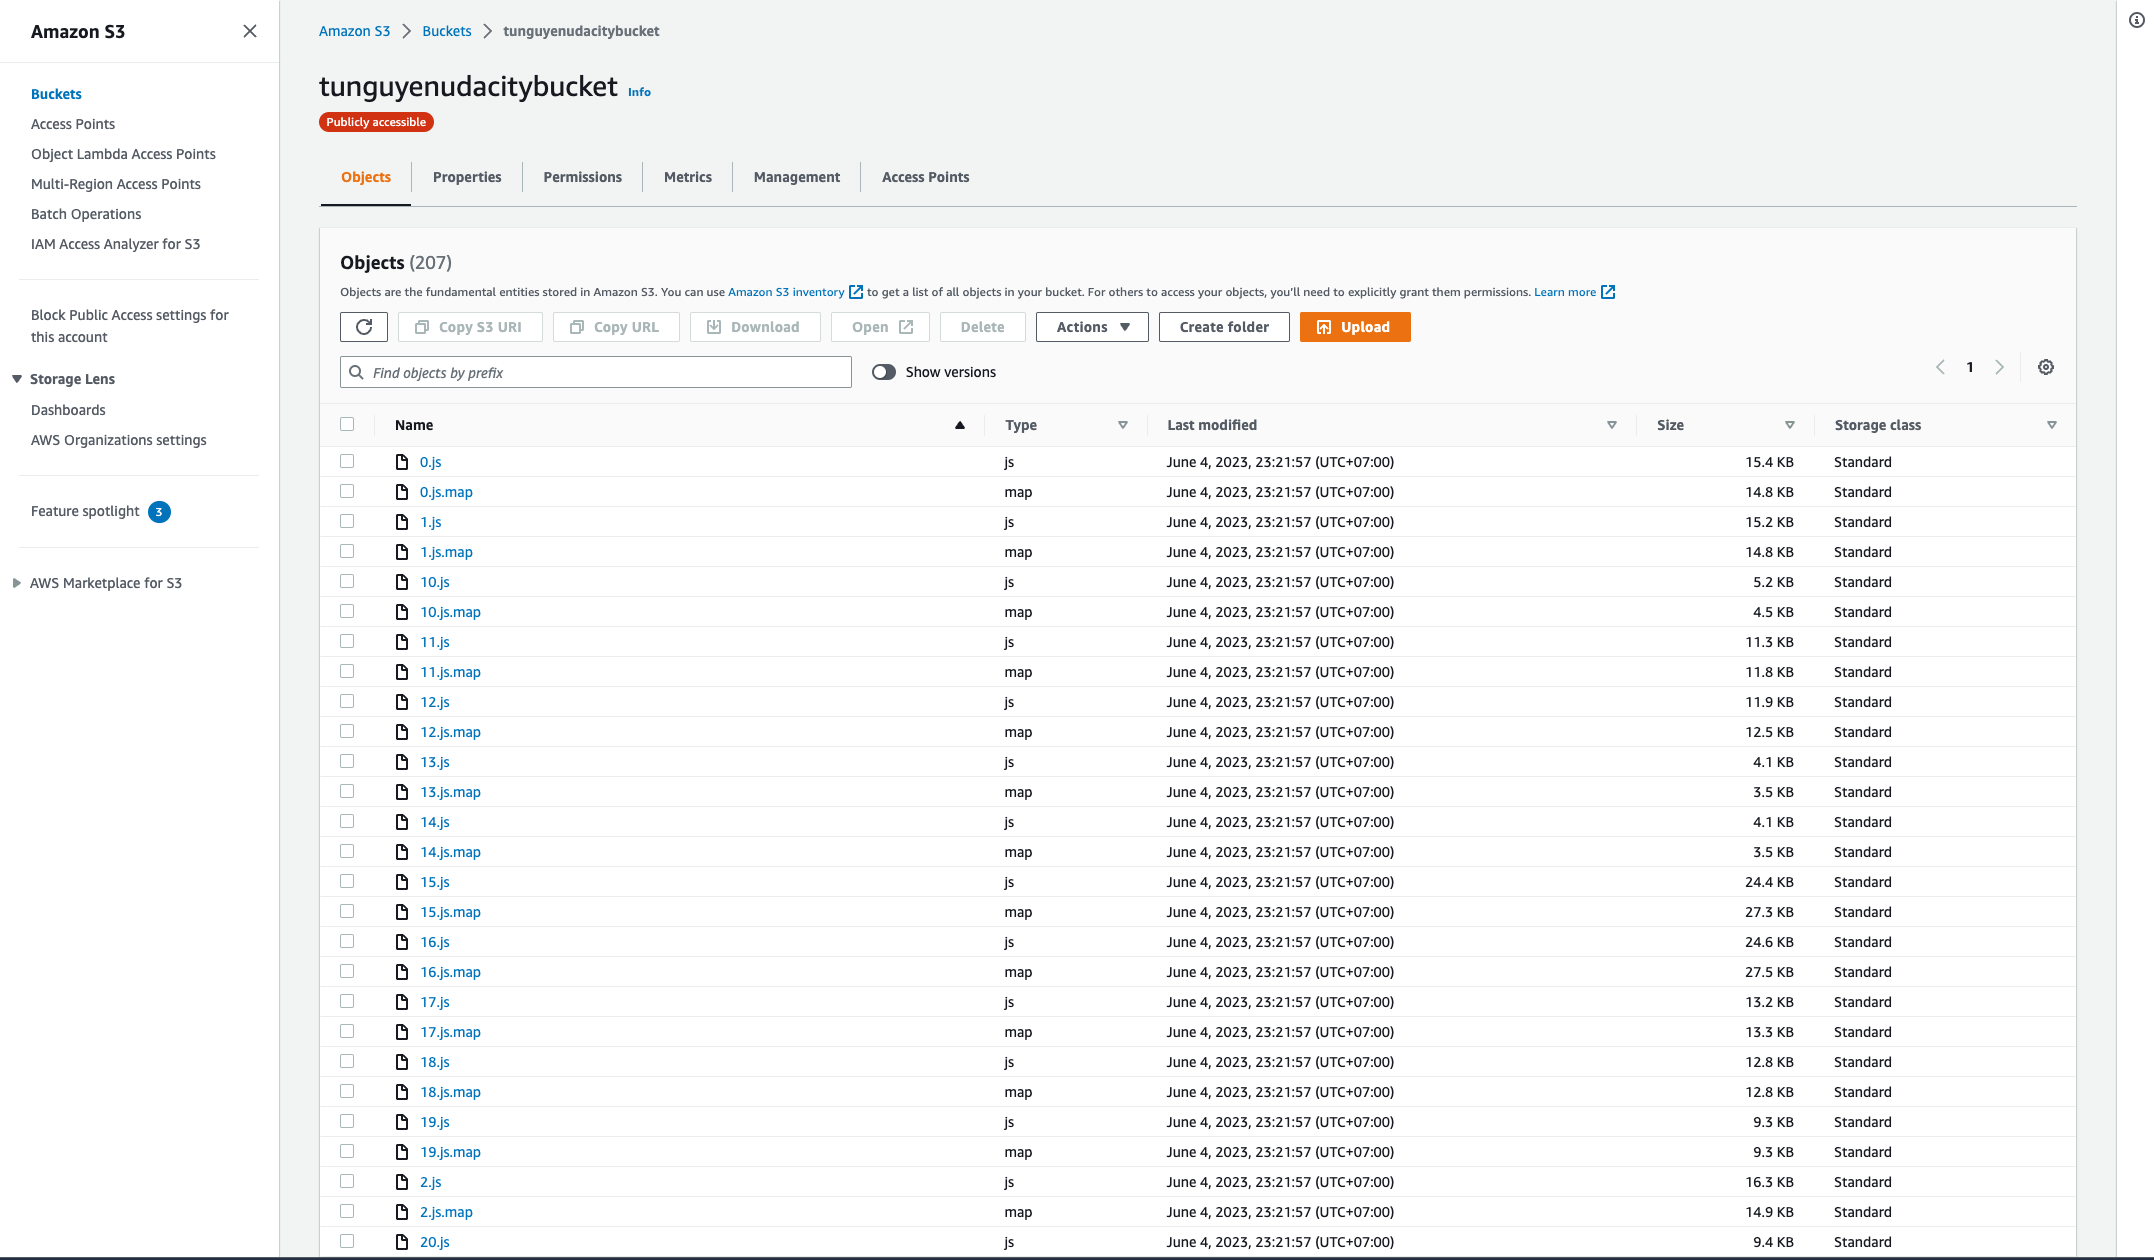 Amazon S3
Buckets
Access Points
Object Lambda Access Points
Multi-Region Access Points
Batch Operations
IAM Access Analyzer for S3
Block Public Access settings for
this account
Storage Lens
Dashboards
AWS Organizations settings
Feature spotlight 3
AWS Marketplace for S3
Amazon S3 Buckets tunguyenudacitybucket
tunguyenudacitybucket Info
Publicly accessible
Objects Properties Permissions Metrics Management Access Points
Objects (207)
Objects are the fundamental entities stored in Amazon S3. You can use Amazon S3 inventory to get a list of all objects in your bucket. For others to access your objects, you'll need to explicitly grant them permissions. Learn more
Copy S3 URI Copy URL Download Open Delete Actions Create folder Upload
Find objects by prefix Show versions 1
Name Type Last modified Size Storage class
0.js js June 4, 2023, 23:21:57 (UTC+07:00) 15.4 KB Standard
0.js.map map June 4, 2023, 23:21:57 (UTC+07:00) 14.8 KB Standard
1.js js June 4, 2023, 23:21:57 (UTC+07:00) 15.2 KB Standard
1.js.map map June 4, 2023, 23:21:57 (UTC+07:00) 14.8 KB Standard
10.js js June 4, 2023, 23:21:57 (UTC+07:00) 5.2 KB Standard
10.js.map map June 4, 2023, 23:21:57 (UTC+07:00) 4.5 KB Standard
11.js js June 4, 2023, 23:21:57 (UTC+07:00) 11.3 KB Standard
11.js.map map June 4, 2023, 23:21:57 (UTC+07:00) 11.8 KB Standard
12.js js June 4, 2023, 23:21:57 (UTC+07:00) 11.9 KB Standard
12.js.map map June 4, 2023, 23:21:57 (UTC+07:00) 12.5 KB Standard
13.js js June 4, 2023, 23:21:57 (UTC+07:00) 4.1 KB Standard
13.js.map map June 4, 2023, 23:21:57 (UTC+07:00) 3.5 KB Standard
14.js js June 4, 2023, 23:21:57 (UTC+07:00) 4.1 KB Standard
14.js.map map June 4, 2023, 23:21:57 (UTC+07:00) 3.5 KB Standard
15.js js June 4, 2023, 23:21:57 (UTC+07:00) 24.4 KB Standard
15.js.map map June 4, 2023, 23:21:57 (UTC+07:00) 27.3 KB Standard
16.js js June 4, 2023, 23:21:57 (UTC+07:00) 24.6 KB Standard
16.js.map map June 4, 2023, 23:21:57 (UTC+07:00) 27.5 KB Standard
17.js js June 4, 2023, 23:21:57 (UTC+07:00) 13.2 KB Standard
17.js.map map June 4, 2023, 23:21:57 (UTC+07:00) 13.3 KB Standard
18.js js June 4, 2023, 23:21:57 (UTC+07:00) 12.8 KB Standard
18.js.map map June 4, 2023, 23:21:57 (UTC+07:00) 12.8 KB Standard
19.js js June 4, 2023, 23:21:57 (UTC+07:00) 9.3 KB Standard
19.js.map map June 4, 2023, 23:21:57 (UTC+07:00) 9.3 KB Standard
2.js js June 4, 2023, 23:21:57 (UTC+07:00) 16.3 KB Standard
2.js.map map June 4, 2023, 23:21:57 (UTC+07:00) 14.9 KB Standard
20.js js June 4, 2023, 23:21:57 (UTC+07:00) 9.4 KB Standard